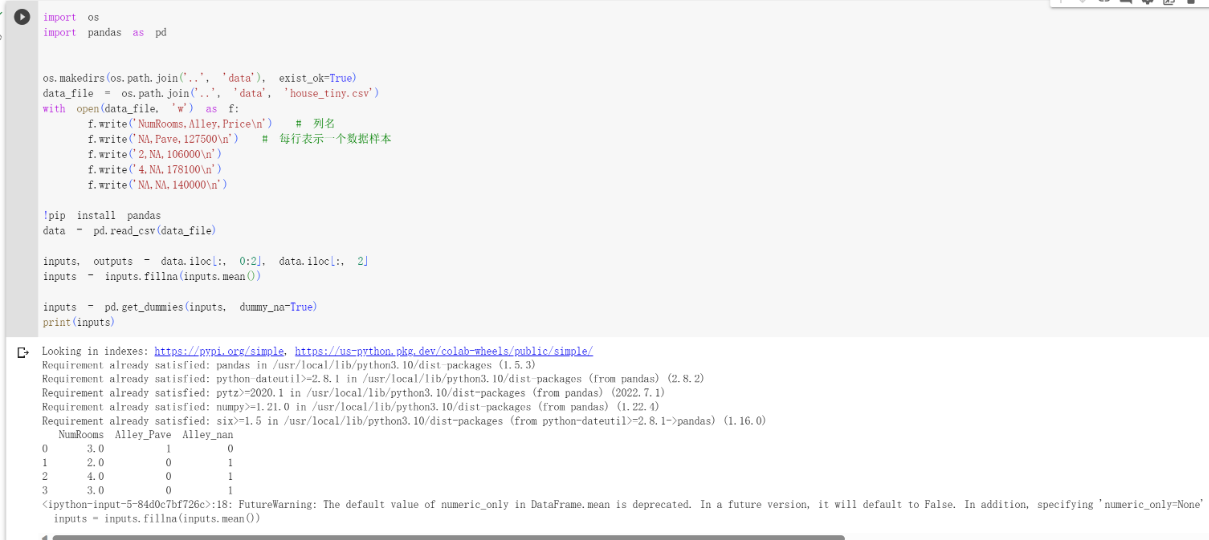 import os
import pandas as pd
os.makedirs(os.path.join('..', 'data'), exist_ok=True)
data_file = os.path.join('..', 'data', 'house_tiny.csv')
with open(data_file, 'w') as f:
f.write('NumRooms,Alley,Price\n') # 列名
f.write('NA,Pave,127500\n') # 每行表示一个数据样本
f.write('2,NA,106000\n')
f.write('4,NA,178100\n')
f.write('NA,NA,140000\n')
!pip install pandas
data = pd.read_csv(data_file)
inputs, outputs = data.iloc[:, 0:2], data.iloc[:, 2]
inputs = inputs.fillna(inputs.mean())
inputs = pd.get_dummies(inputs, dummy_na=True)
print(inputs)
Looking in indexes: https://pypi.org/simple, https://us-python.pkg.dev/colab-wheels/public/simple/
Requirement already satisfied: pandas in /usr/local/lib/python3.10/dist-packages (1.5.3)
Requirement already satisfied: python-dateutil>=2.8.1 in /usr/local/lib/python3.10/dist-packages (from pandas) (2.8.2)
Requirement already satisfied: pytz>=2020.1 in /usr/local/lib/python3.10/dist-packages (from pandas) (2022.7.1)
Requirement already satisfied: numpy>=1.21.0 in /usr/local/lib/python3.10/dist-packages (from pandas) (1.22.4)
Requirement already satisfied: six>=1.5 in /usr/local/lib/python3.10/dist-packages (from python-dateutil>=2.8.1->pandas) (1.16.0)
NumRooms Alley_Pave Alley_nan
0 3.0 1 0
1 2.0 0 1
2 4.0 0 1
3 3.0 0 1
<ipython-input-5-84d0c7bf726c>:18: FutureWarning: The default value of numeric_only in DataFrame.mean is deprecated. In a future version, it will default to False. In addition, specifying 'numeric_only=None'
inputs = inputs.fillna(inputs.mean())